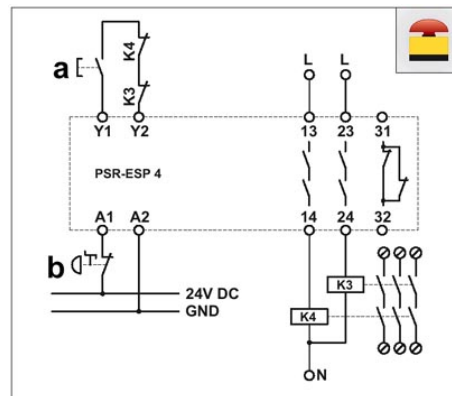 a
K4
K3
L
L
Y1
Y2
13
23
31
PSR-ESP 4
A1
A2
14
24
32
b
24V DC
GND
K3
K4
N